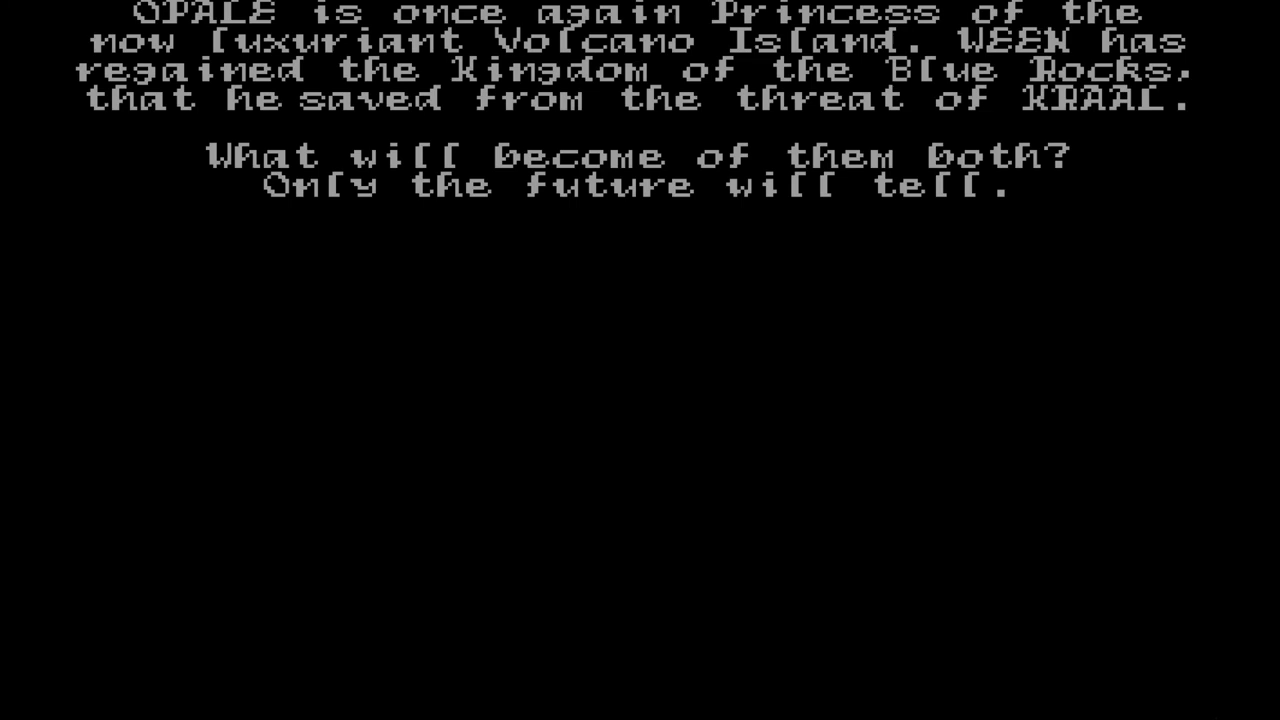 OPALE is once again Princess of the
now luxuriant Volcano Island. WEEN has
regained the Kingdom of the Blue Rocks.
that he saved from the threat of KRAAL.
What will become of them both?
Only the future will tell.